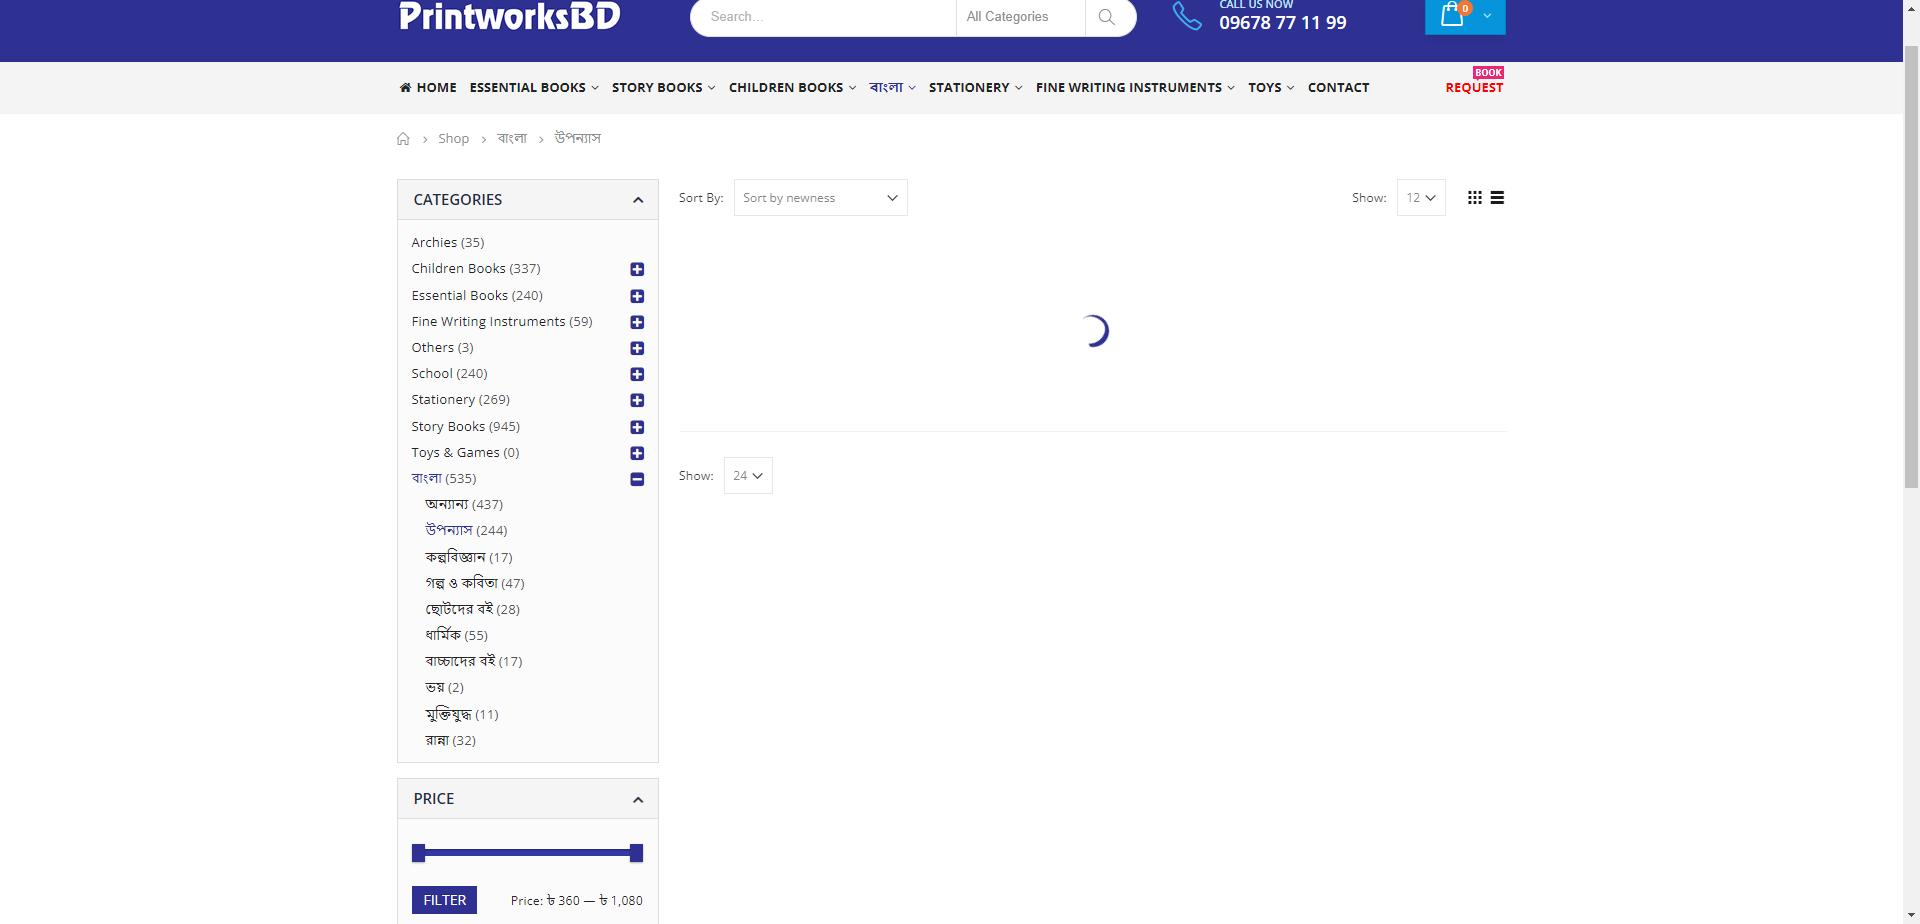 PrintworksBD
Search...
All Categories
CALL US NOW
09678 77 11 99
0
HOME
ESSENTIAL BOOKS
STORY BOOKS
CHILDREN BOOKS
বাংলা
STATIONERY
FINE WRITING INSTRUMENTS
TOYS
CONTACT
BOOK
REQUEST
Shop
বাংলা
উপন্যাস
CATEGORIES
Archies (35)
Children Books (337)
Essential Books (240)
Fine Writing Instruments (59)
Others (3)
School (240)
Stationery (269)
Story Books (945)
Toys & Games (0)
বাংলা (535)
অন্যান্য (437)
উপন্যাস (244)
কল্পবিজ্ঞান (17)
গল্প ও কবিতা (47)
ছোটদের বই (28)
ধার্মিক (55)
বাচ্চাদের বই (17)
ভয় (2)
মুক্তিযুদ্ধ (11)
রান্না (32)
Sort By: Sort by newness
Show: 12
Show: 24
PRICE
FILTER
Price: ৳ 360 — ৳ 1,080